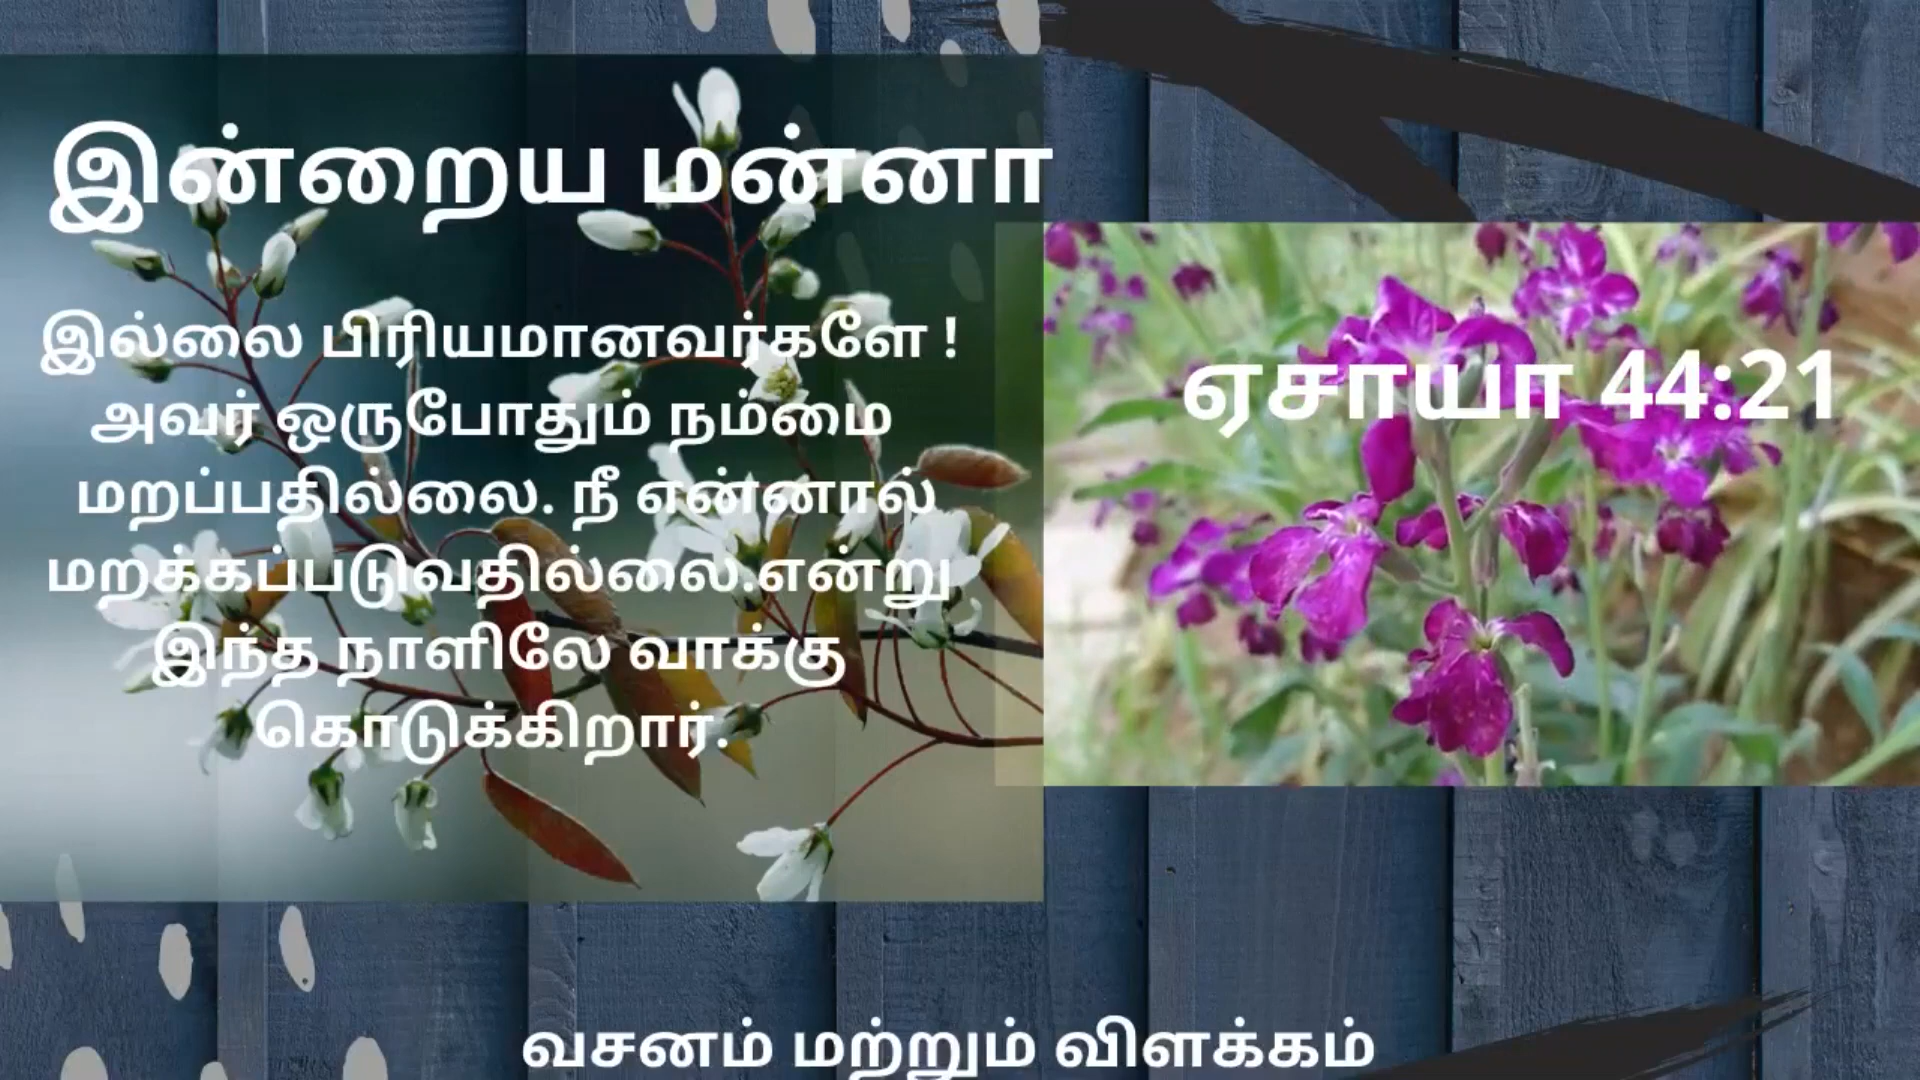 இன்றைய மன்னா
இல்லை பிரியமானவர்களே !
அவர் ஒருபோதும் நம்மை
மறப்பதில்லை. நீ என்னால்
மறக்கப்படுவதில்லை.என்று
இந்த நாளிலே வாக்கு
கொடுக்கிறார்.
ஏசாயா 44:21
வசனம் மற்றும் விளக்கம்